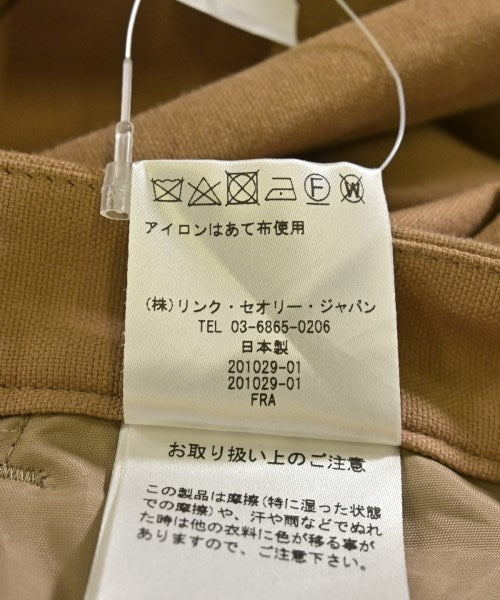 アイロンはあて布使用
(株)リンク・セオリー・ジャパン
TEL 03-6865-0206
日本製
201029-01
201029-01
FRA
お取り扱い上のご注意
この製品は摩擦(特に湿った状態
での摩擦)や、汗や雨などでぬれ
た時は他の衣料に色が移る事が
ありますので、ご注意下さい。